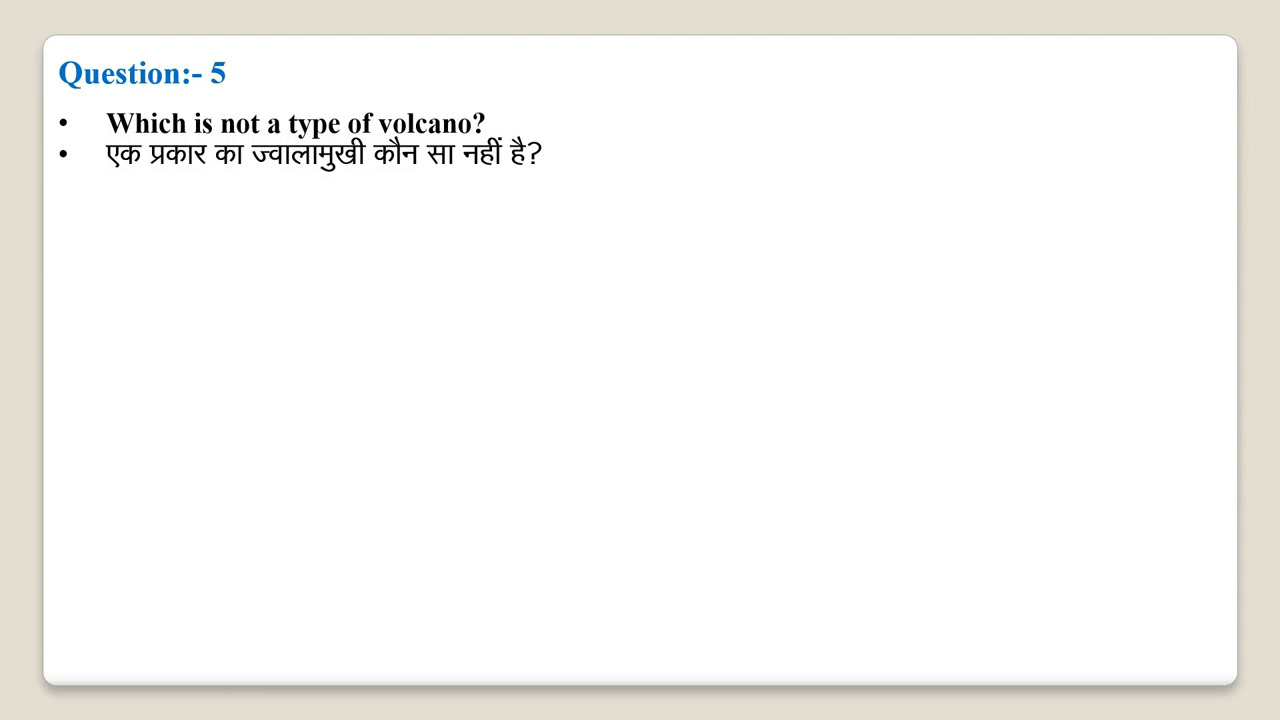 Question:- 5
• Which is not a type of volcano?
• एक प्रकार का ज्वालामुखी कौन सा नहीं है?